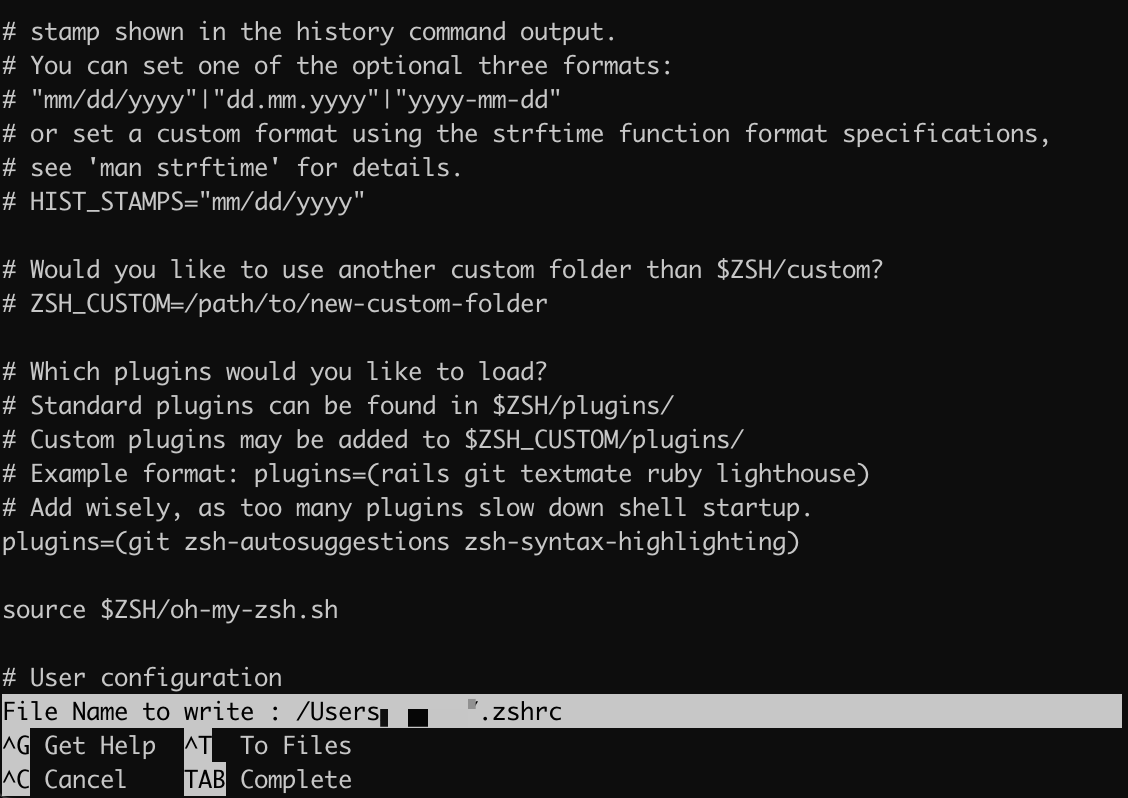 # stamp shown in the history command output.
# You can set one of the optional three formats:
# "mm/dd/yyyy"|"dd.mm.yyyy"|"yyyy-mm-dd"
# or set a custom format using the strftime function format specifications,
# see 'man strftime' for details.
# HIST_STAMPS="mm/dd/yyyy"
# Would you like to use another custom folder than $ZSH/custom?
# ZSH_CUSTOM=/path/to/new-custom-folder
# Which plugins would you like to load?
# Standard plugins can be found in $ZSH/plugins/
# Custom plugins may be added to $ZSH_CUSTOM/plugins/
# Example format: plugins=(rails git textmate ruby lighthouse)
# Add wisely, as too many plugins slow down shell startup.
plugins=(git zsh-autosuggestions zsh-syntax-highlighting)
source $ZSH/oh-my-zsh.sh
# User configuration
File Name to write : /Users /.zshrc
^G Get Help ^T To Files
^C Cancel TAB Complete